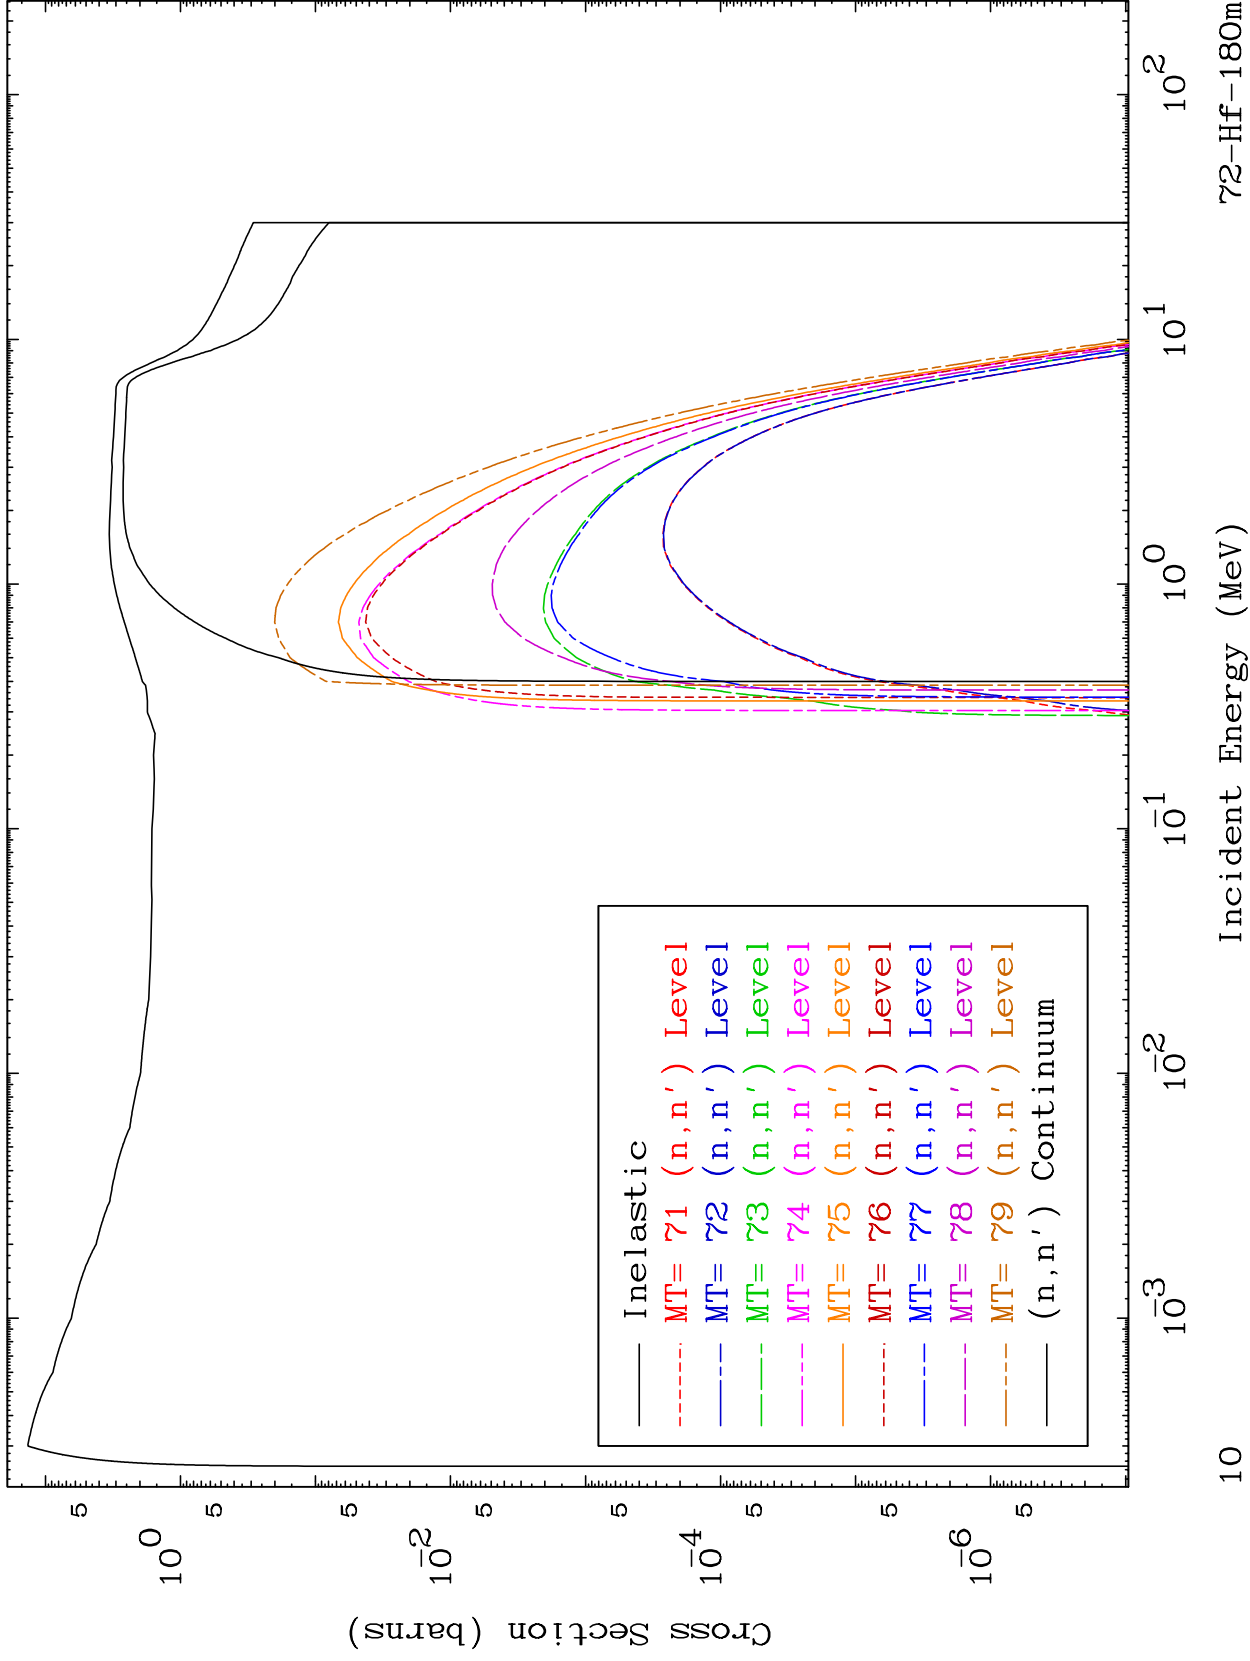 Cross Section (barns)
10^0
10^-2
10^-4
10^-6
5
5
5
5
5
5
5
5
Inelastic
MT= 71 (n,n') Level
MT= 72 (n,n') Level
MT= 73 (n,n') Level
MT= 74 (n,n') Level
MT= 75 (n,n') Level
MT= 76 (n,n') Level
MT= 77 (n,n') Level
MT= 78 (n,n') Level
MT= 79 (n,n') Level
(n,n') Continuum
10^-3
10^-2
10^-1
10^0
10^1
10^2
Incident Energy (MeV)
10
72-Hf-180m